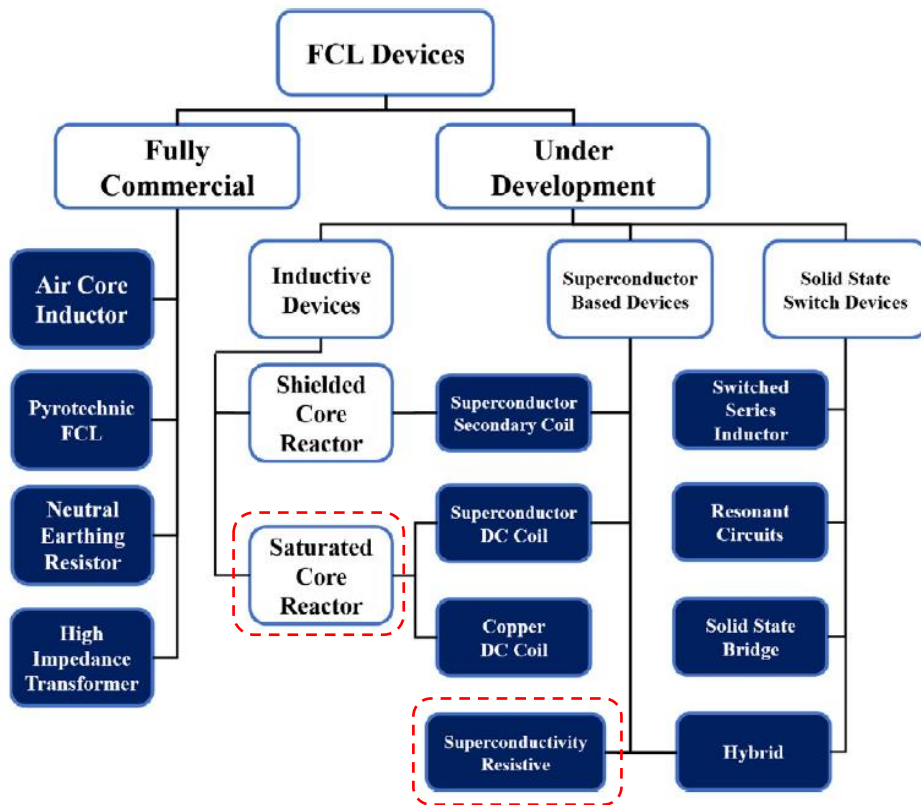 FCL Devices
Fully
Commercial
Under
Development
Air Core
Inductor
Pyrotechnic
FCL
Neutral
Earthing
Resistor
High
Impedance
Transformer
Inductive
Devices
Shielded
Core
Reactor
Saturated
Core
Reactor
Superconductor
Based Devices
Superconductor
Secondary Coil
Superconductor
DC Coil
Copper
DC Coil
Superconductivity
Resistive
Solid State
Switch Devices
Switched
Series
Inductor
Resonant
Circuits
Solid State
Bridge
Hybrid